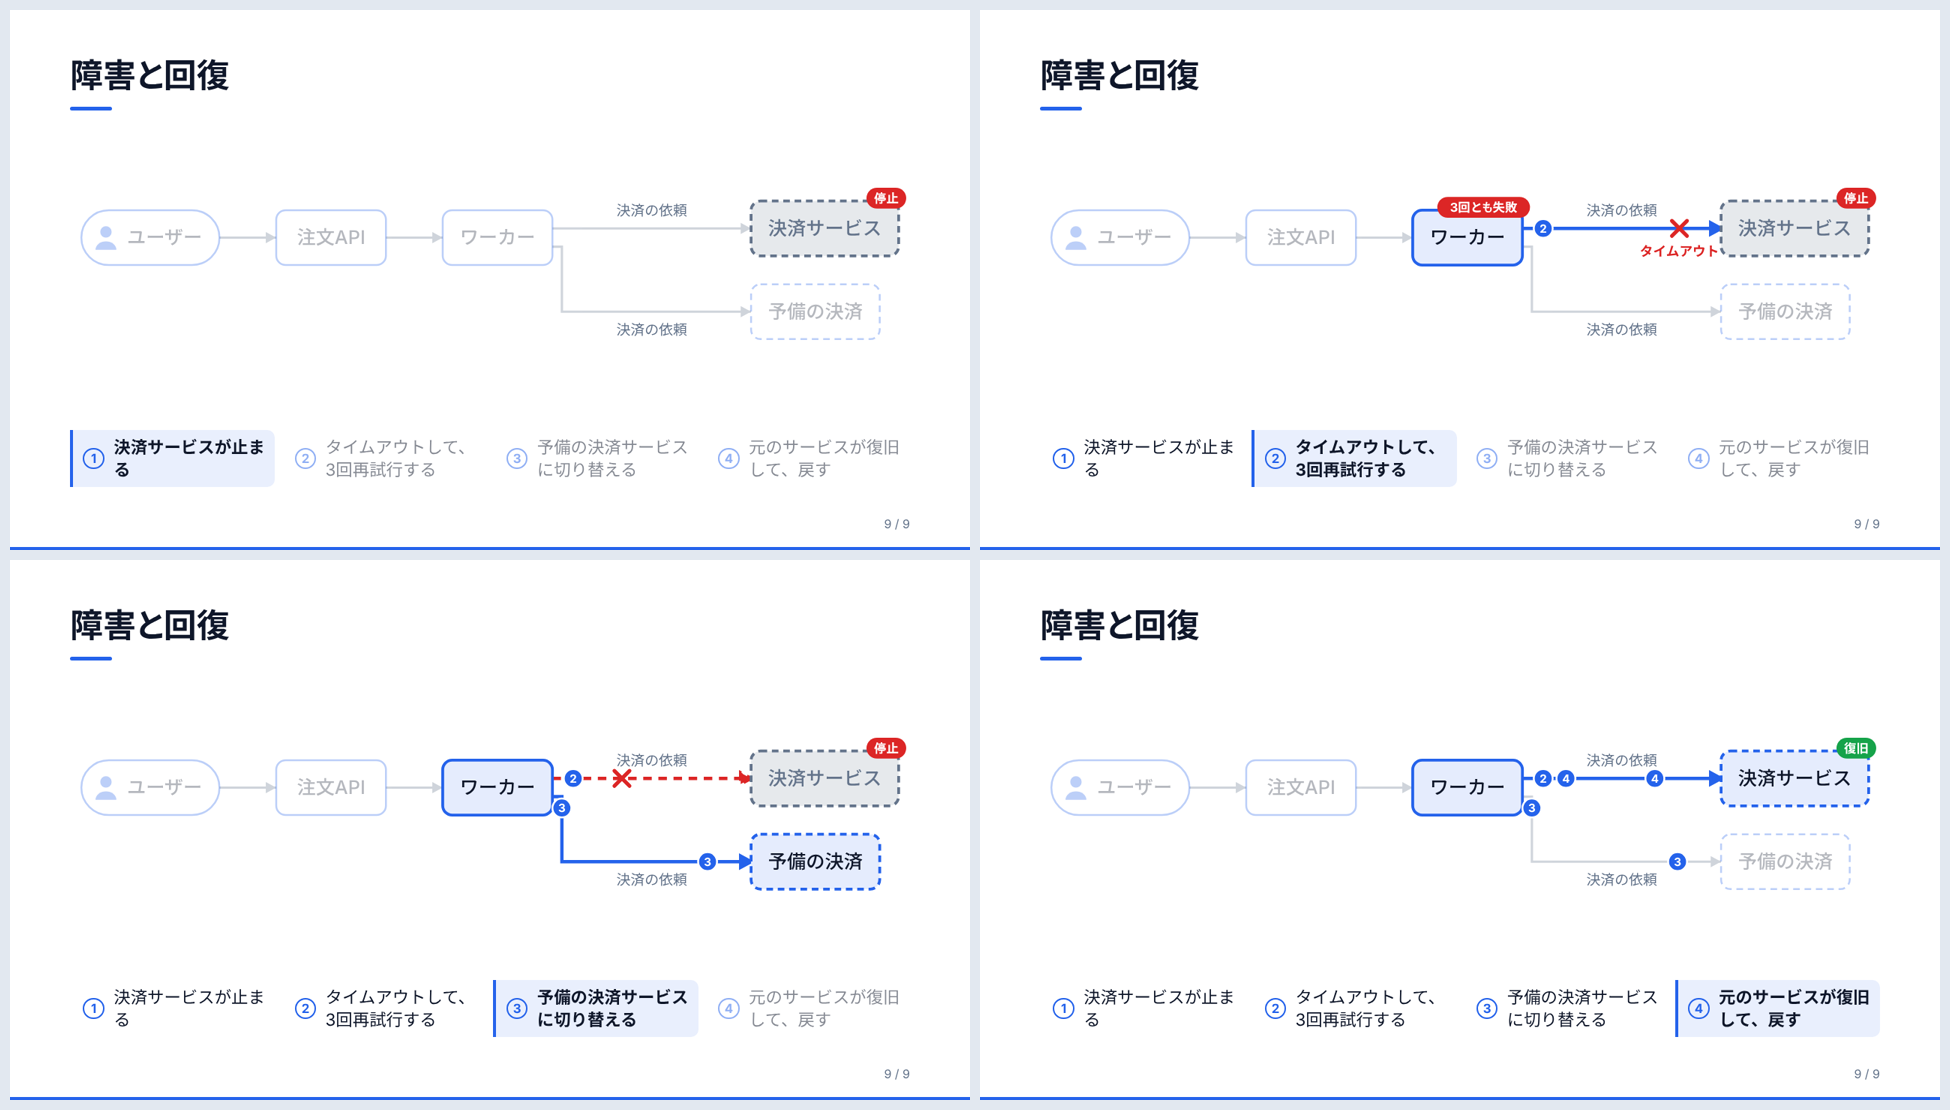 障害と回復
停止
決済の依頼
ユーザー
注文API
ワーカー
決済サービス
予備の決済
決済の依頼
1
決済サービスが止ま
る
2
タイムアウトして、
3回再試行する
3
予備の決済サービス
に切り替える
4
元のサービスが復旧
して、戻す
9 / 9
障害と回復
停止
3回とも失敗
決済の依頼
2
ユーザー
注文API
ワーカー
決済サービス
タイムアウト
予備の決済
決済の依頼
1
決済サービスが止ま
る
2
タイムアウトして、
3回再試行する
3
予備の決済サービス
に切り替える
4
元のサービスが復旧
して、戻す
9 / 9
障害と回復
停止
決済の依頼
2
ユーザー
注文API
ワーカー
決済サービス
3
3
予備の決済
決済の依頼
1
決済サービスが止ま
る
2
タイムアウトして、
3回再試行する
3
予備の決済サービス
に切り替える
4
元のサービスが復旧
して、戻す
9 / 9
障害と回復
復旧
決済の依頼
2
4
4
ユーザー
注文API
ワーカー
決済サービス
3
3
予備の決済
決済の依頼
1
決済サービスが止ま
る
2
タイムアウトして、
3回再試行する
3
予備の決済サービス
に切り替える
4
元のサービスが復旧
して、戻す
9 / 9